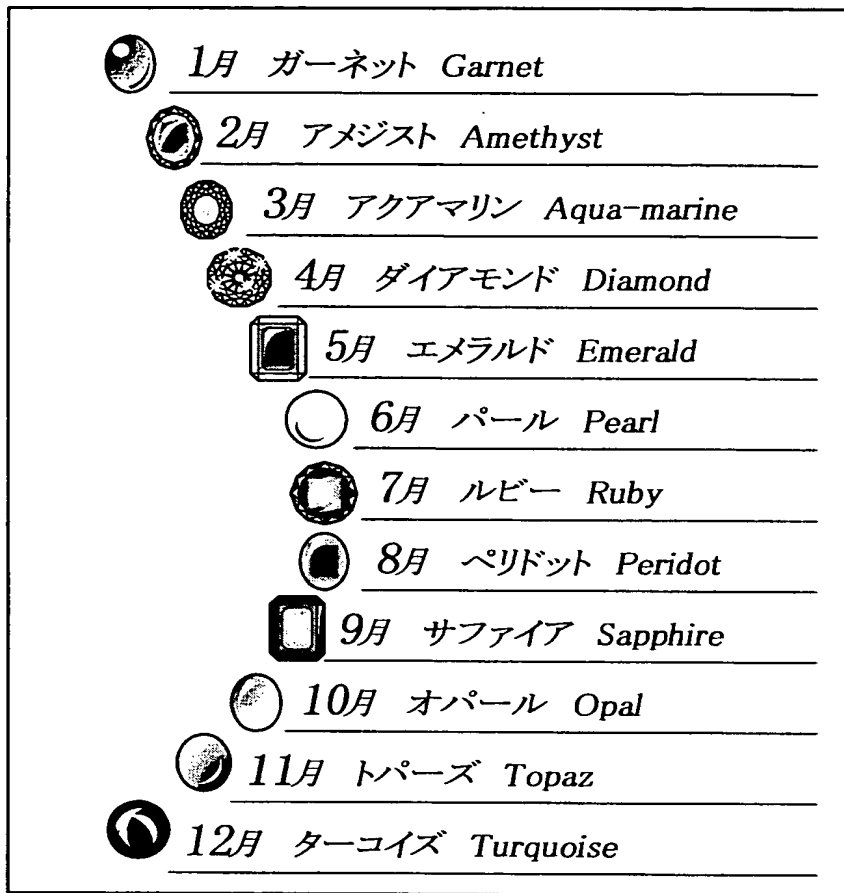 1月 ガーネット Garnet
2月 アメジスト Amethyst
3月 アクアマリン Aqua-marine
4月 ダイアモンド Diamond
5月 エメラルド Emerald
6月 パール Pearl
7月 ルビー Ruby
8月 ペリドット Peridot
9月 サファイア Sapphire
10月 オパール Opal
11月 トパーズ Topaz
12月 ターコイズ Turquoise